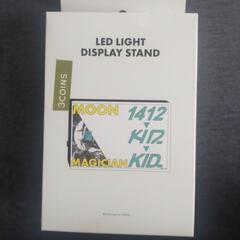 LED LIGHT
DISPLAY STAND
3COINS
MOON
1412
KID.
MAGICIAN
KID.